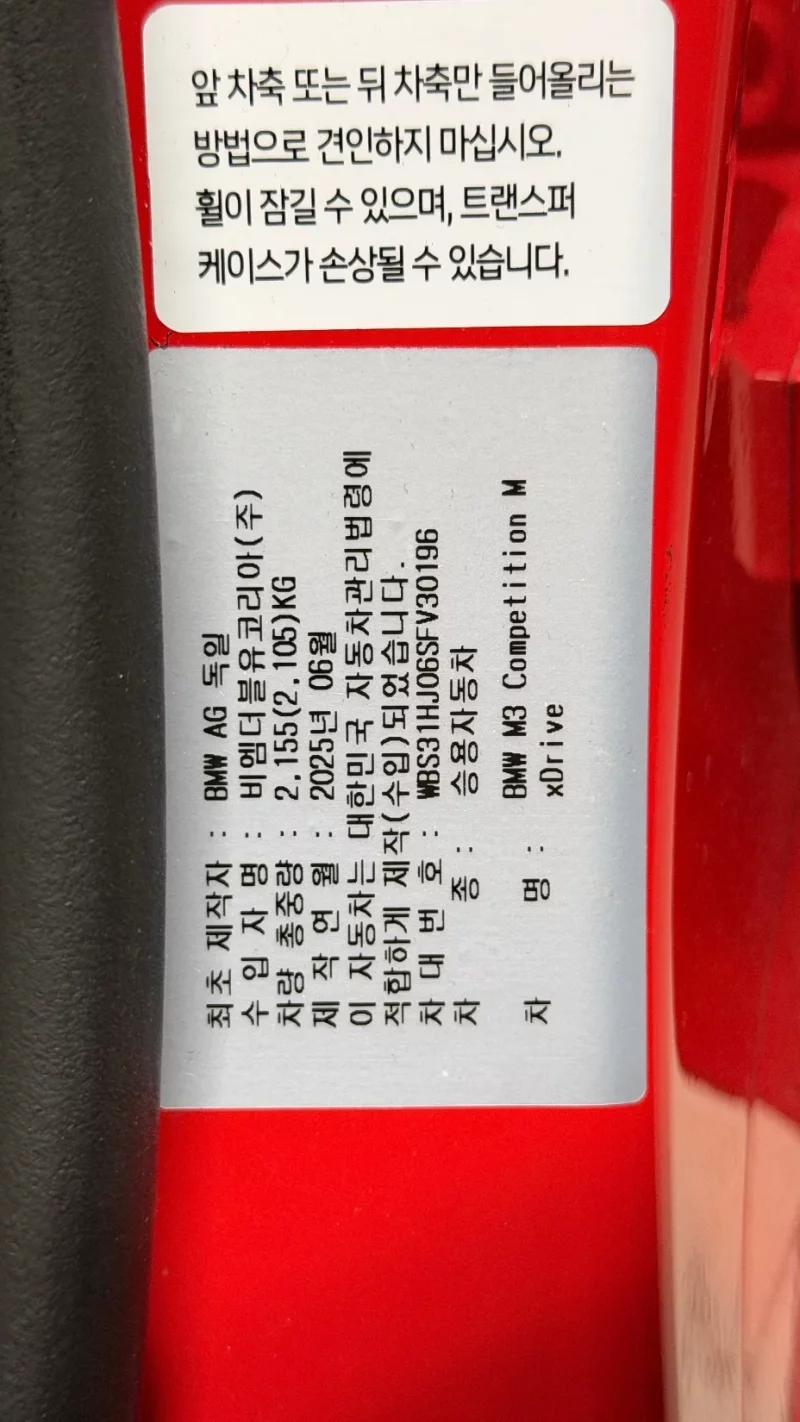 앞 차축 또는 뒤 차축만 들어올리는
방법으로 견인하지 마십시오.
휠이 잠길 수 있으며, 트랜스퍼
케이스가 손상될 수 있습니다.
최초 제작자 : BMW AG 독일
수 입 자 명 : 비엠더블유코리아(주)
차량 총중량 : 2,155(2,105)KG
제 작 연 월 : 2025년 06월
이 자동차는 대한민국 자동차관리법령에
적합하게 제작(수입)되었습니다.
차 대 번 호 : WBS31HJ06SFV30196
차 종 : 승용자동차
차 명 : BMW M3 Competition M
xDrive